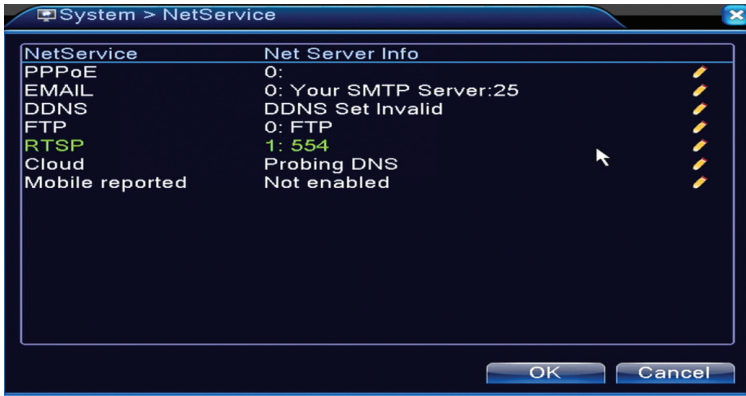 System > NetService
NetService Net Server Info
PPPoE 0:
EMAIL 0: Your SMTP Server:25
DDNS DDNS Set Invalid
FTP 0: FTP
RTSP 1: 554
Cloud Probing DNS
Mobile reported Not enabled
OK Cancel